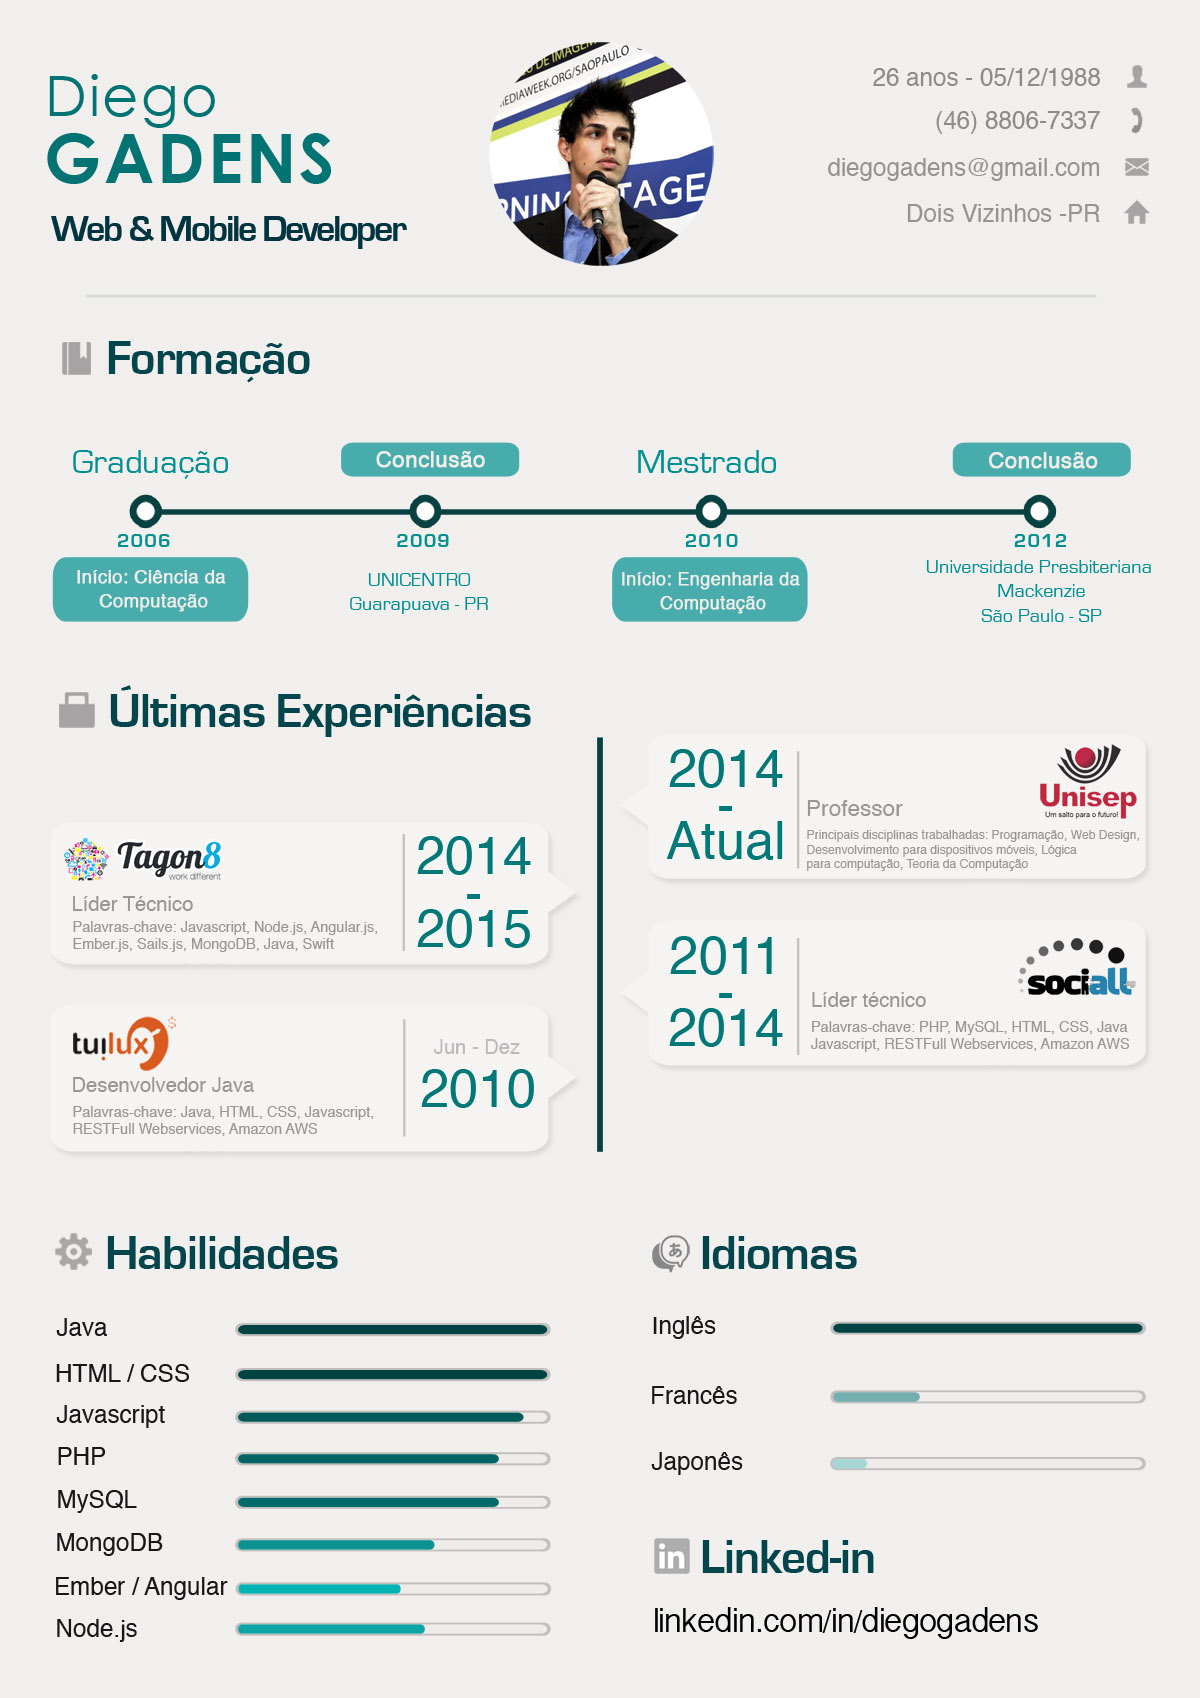 Diego
GADENS
Web & Mobile Developer
DE IMAGEM
MEDIAWEEK.ORG/SAOPAULO
RNING STAGE
26 anos - 05/12/1988
(46) 8806-7337
diegogadens@gmail.com
Dois Vizinhos -PR
Formação
Graduação
Conclusão
Mestrado
Conclusão
2006
2009
2010
2012
Início: Ciência da
Computação
UNICENTRO
Guarapuava - PR
Início: Engenharia da
Computação
Universidade Presbiteriana
Mackenzie
São Paulo - SP
Últimas Experiências
2014
-
Atual
Unisep
Um salto para o futuro!
Professor
Principais disciplinas trabalhadas: Programação, Web Design,
Desenvolvimento para dispositivos móveis, Lógica
para computação, Teoria da Computação
Tagon8
work different
Líder Técnico
Palavras-chave: Javascript, Node.js, Angular.js,
Ember.js, Sails.js, MongoDB, Java, Swift
2014
-
2015
2011
-
2014
sociall
Líder técnico
Palavras-chave: PHP, MySQL, HTML, CSS, Java
Javascript, RESTFull Webservices, Amazon AWS
tuilux
$
Desenvolvedor Java
Palavras-chave: Java, HTML, CSS, Javascript,
RESTFull Webservices, Amazon AWS
Jun - Dez
2010
Habilidades
Java
HTML / CSS
Javascript
PHP
MySQL
MongoDB
Ember / Angular
Node.js
あ
Idiomas
Inglês
Francês
Japonês
in
Linked-in
linkedin.com/in/diegogadens